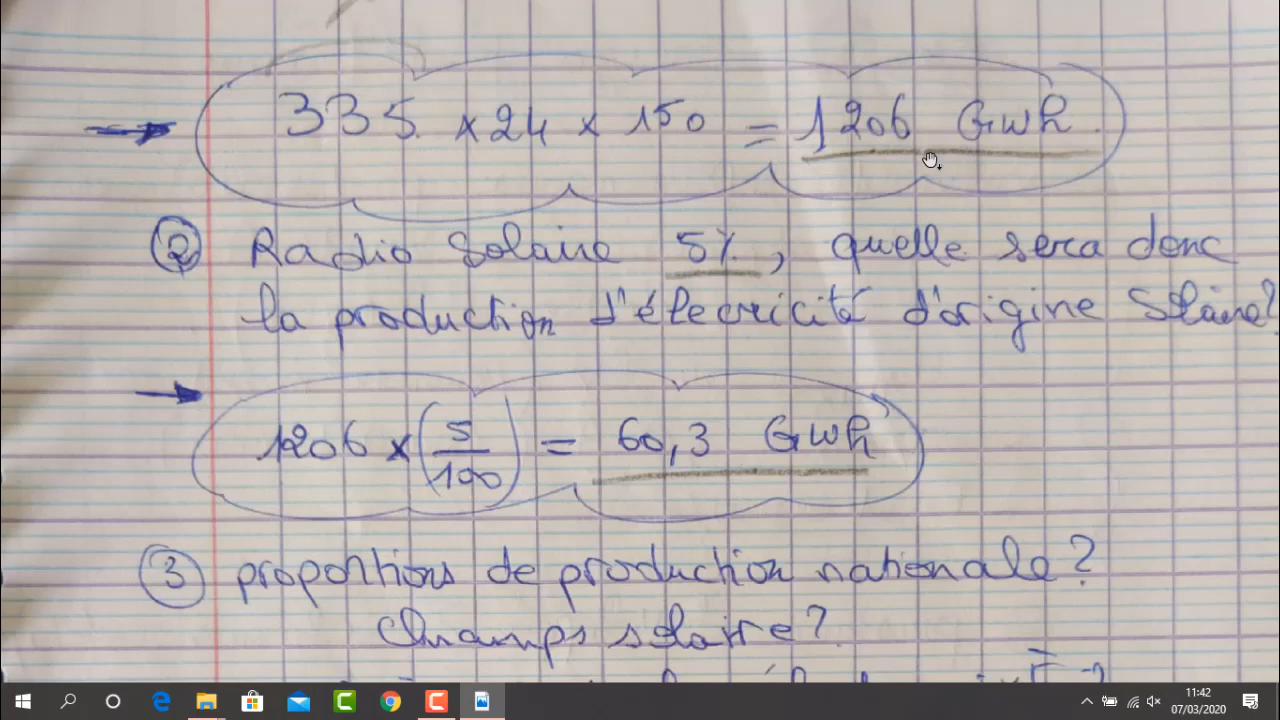 335 × 24 × 150 = 1206 GWh
② Radio Solaire 5%, quelle sera donc
la production d'électricité d'origine Solaire?
1206 × (5/100) = 60,3 GWh
③ proportions de production nationale?
Champs solaire?
11:42
07/03/2020